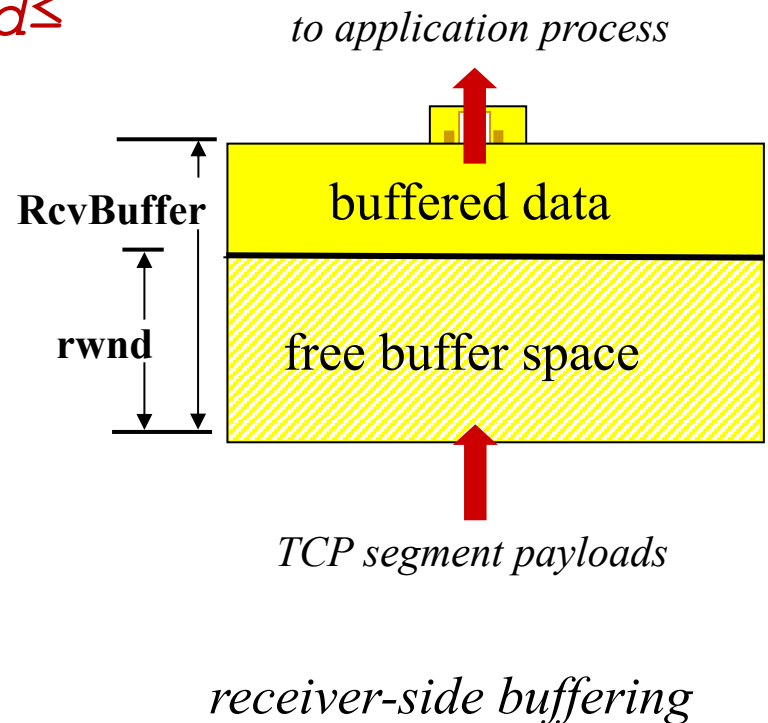 d≤
to application process
RcvBuffer
buffered data
rwnd
free buffer space
TCP segment payloads
receiver-side buffering